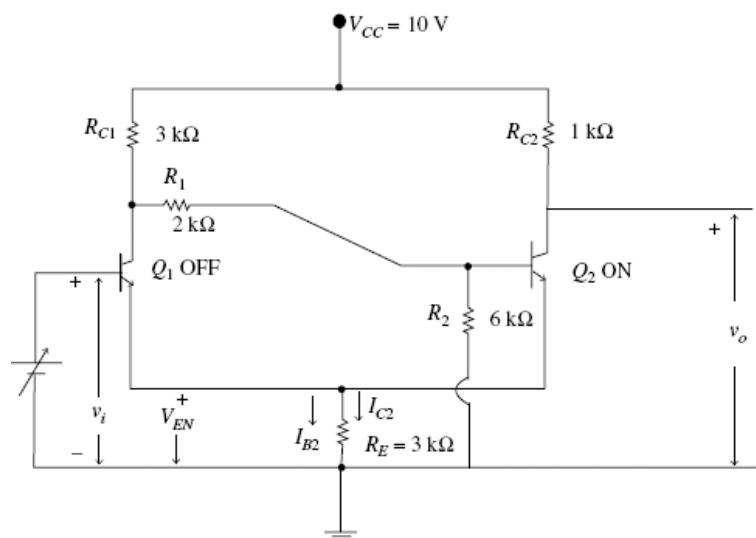 V_CC = 10 V
R_C1
3 kΩ
R_C2
1 kΩ
R_1
2 kΩ
+
Q_1 OFF
+
Q_2 ON
R_2
6 kΩ
v_o
v_i
+
V_EN
I_B2
I_C2
R_E = 3 kΩ
–
–